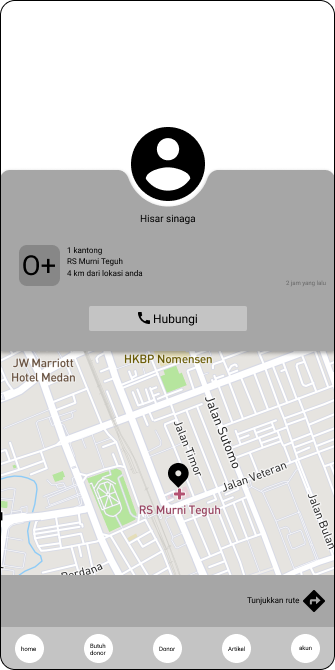 Hisar sinaga
O+
1 kantong
RS Murni Teguh
4 km dari lokasi anda
2 jam yang lalu
Hubungi
JW Marriott
Hotel Medan
HKBP Nomensen
Jalan Sutomo
Jalan Timor
Jalan Veteran
RS Murni Teguh
Jalan Bulan
Perdana
Tunjukkan rute
home
Butuh
donor
Donor
Artikel
akun